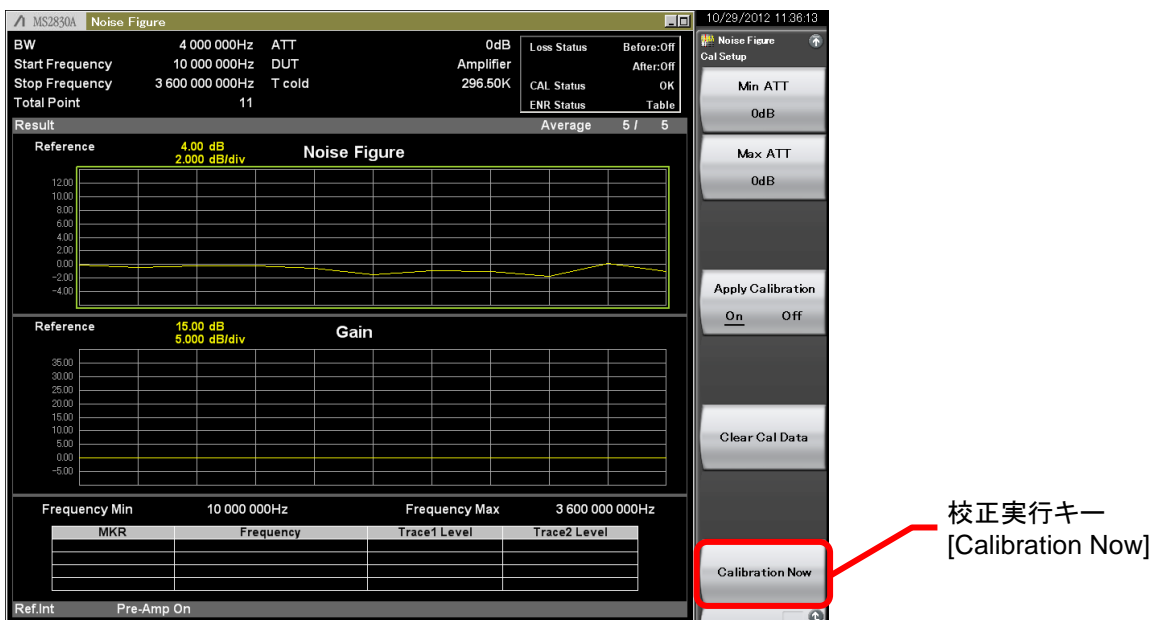 MS2830A Noise Figure
10/29/2012 11:36:13
BW 4 000 000Hz ATT 0dB
Start Frequency 10 000 000Hz DUT Amplifier
Stop Frequency 3 600 000 000Hz T cold 296.50K
Total Point 11
Loss Status Before:Off
After:Off
CAL Status OK
ENR Status Table
Result Average 5 / 5
Reference 4.00 dB
2.000 dB/div
Noise Figure
12.00
10.00
8.00
6.00
4.00
2.00
0.00
-2.00
-4.00
Reference 15.00 dB
5.000 dB/div
Gain
35.00
30.00
25.00
20.00
15.00
10.00
5.00
0.00
-5.00
Frequency Min 10 000 000Hz Frequency Max 3 600 000 000Hz
MKR Frequency Trace1 Level Trace2 Level
Ref.Int Pre-Amp On
Noise Figure
Cal Setup
Min ATT
0dB
Max ATT
0dB
Apply Calibration
On Off
Clear Cal Data
Calibration Now
校正実行キー
[Calibration Now]